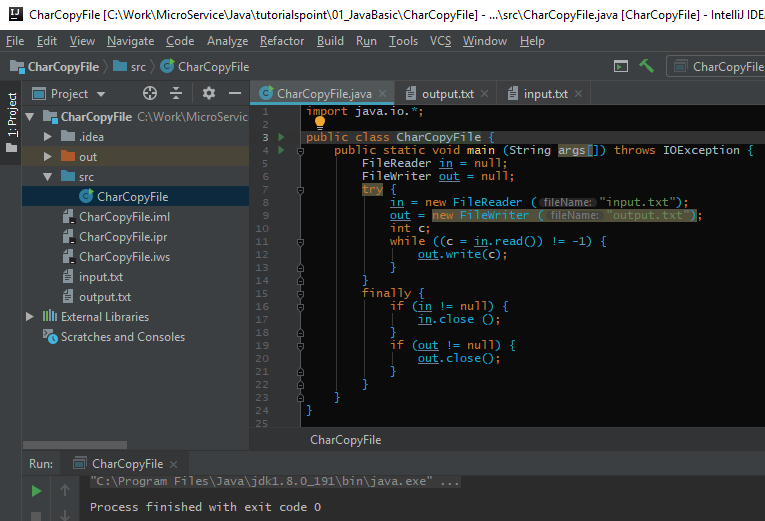 IJ CharCopyFile [C:\Work\MicroService\Java\tutorialspoint\01_JavaBasic\CharCopyFile] - ...\src\CharCopyFile.java [CharCopyFile] - IntelliJ IDEA
File Edit View Navigate Code Analyze Refactor Build Run Tools VCS Window Help
CharCopyFile src CharCopyFile CharCopyFile
1: Project
Project
CharCopyFile C:\Work\MicroServic
.idea
out
src
CharCopyFile
CharCopyFile.iml
CharCopyFile.ipr
CharCopyFile.iws
input.txt
output.txt
External Libraries
Scratches and Consoles
CharCopyFile.java output.txt input.txt
1 import java.io.*;
2
3 public class CharCopyFile {
4 public static void main (String args[]) throws IOException {
5 FileReader in = null;
6 FileWriter out = null;
7 try {
8 in = new FileReader ( fileName: "input.txt");
9 out = new FileWriter ( fileName: "output.txt");
10 int c;
11 while ((c = in.read()) != -1) {
12 out.write(c);
13 }
14 }
15 finally {
16 if (in != null) {
17 in.close ();
18 }
19 if (out != null) {
20 out.close();
21 }
22 }
23 }
24 }
25
CharCopyFile
Run: CharCopyFile
"C:\Program Files\Java\jdk1.8.0_191\bin\java.exe" ...
Process finished with exit code 0